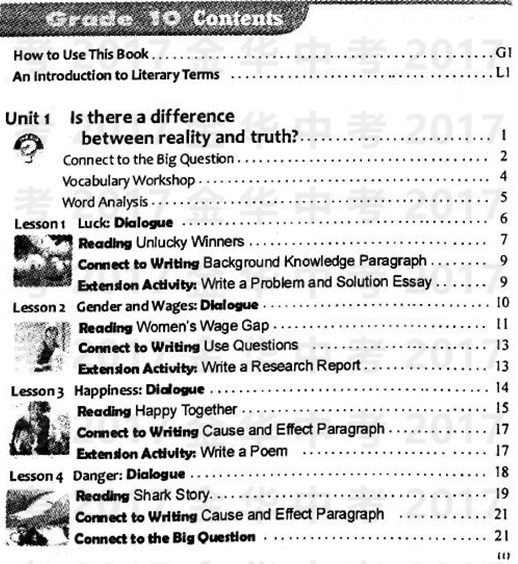 Grade 10 Contents
How to Use This Book ........ G1
An Introduction to Literary Terms ........ L1
Unit 1 Is there a difference
between reality and truth? ........ 1
Connect to the Big Question ........ 2
Vocabulary Workshop ........ 4
Word Analysis ........ 5
Lesson 1 Luck: Dialogue ........ 6
Reading Unlucky Winners ........ 7
Connect to Writing Background Knowledge Paragraph ........ 9
Extension Activity: Write a Problem and Solution Essay ........ 9
Lesson 2 Gender and Wages: Dialogue ........ 10
Reading Women's Wage Gap ........ 11
Connect to Writing Use Questions ........ 13
Extension Activity: Write a Research Report ........ 13
Lesson 3 Happiness: Dialogue ........ 14
Reading Happy Together ........ 15
Connect to Writing Cause and Effect Paragraph ........ 17
Extension Activity: Write a Poem ........ 17
Lesson 4 Danger: Dialogue ........ 18
Reading Shark Story ........ 19
Connect to Writing Cause and Effect Paragraph ........ 21
Connect to the Big Question ........ 21
iii
金华中考 2017